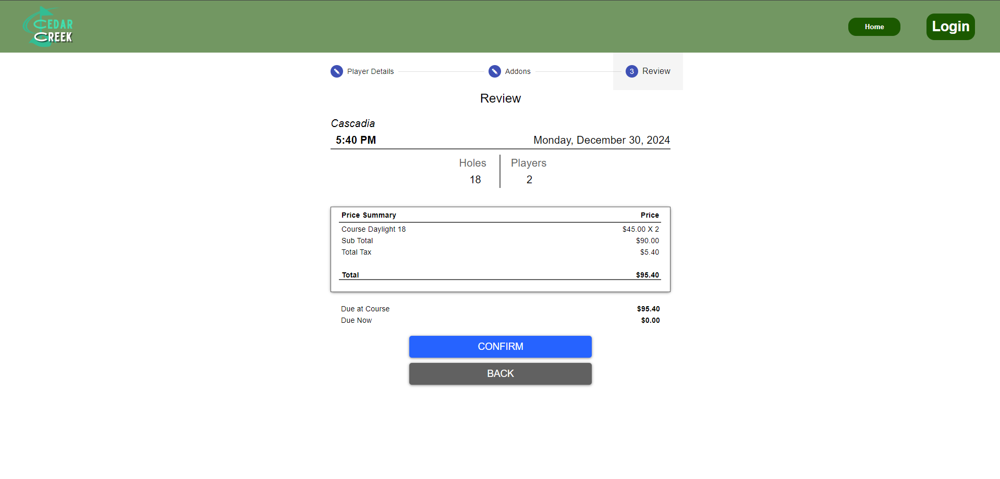 CEDAR
CREEK
Home
Login
Player Details
Addons
3 Review
Review
Cascadia
5:40 PM Monday, December 30, 2024
Holes Players
18 2
Price Summary Price
Course Daylight 18 $45.00 X 2
Sub Total $90.00
Total Tax $5.40
Total $95.40
Due at Course $95.40
Due Now $0.00
CONFIRM
BACK